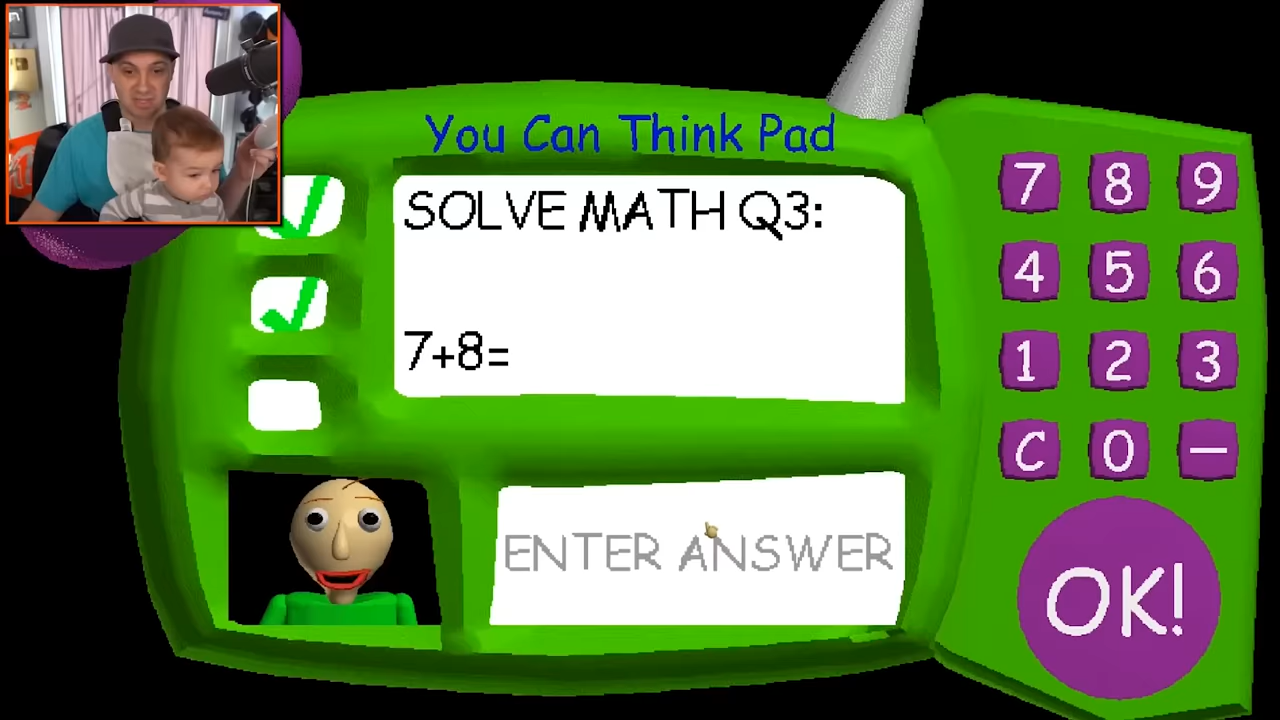 You Can Think Pad
SOLVE MATH Q3:
7+8=
ENTER ANSWER
7 8 9
4 5 6
1 2 3
C 0 −
OK!